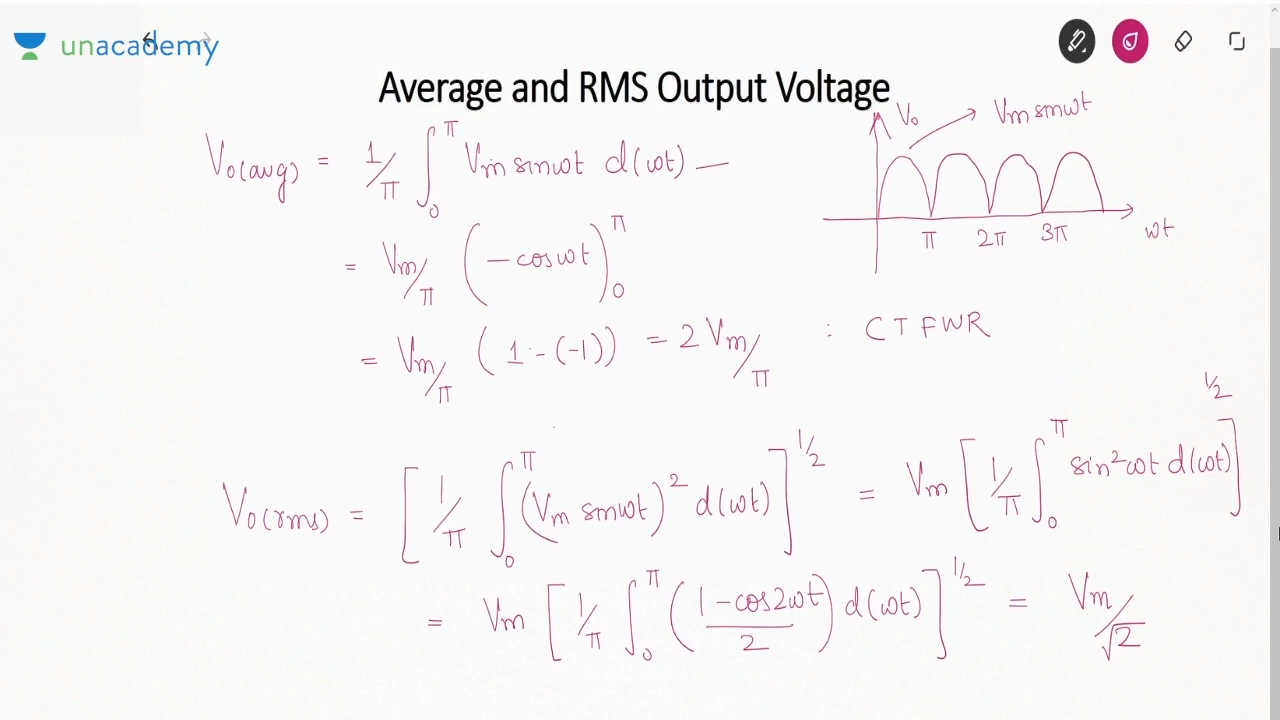 unacademy
Average and RMS Output Voltage
V₀ Vm sinωt
π 2π 3π ωt
V₀(avg) = 1/π ∫₀^π Vm sinωt d(ωt) —
= Vm/π (−cosωt)₀^π
= Vm/π (1 − (−1)) = 2Vm/π : CTFWR
V₀(rms) = [1/π ∫₀^π (Vm sinωt)² d(ωt)]^1/2 = Vm [1/π ∫₀^π sin²ωt d(ωt)]^1/2
= Vm [1/π ∫₀^π (1−cos2ωt/2) d(ωt)]^1/2 = Vm/√2